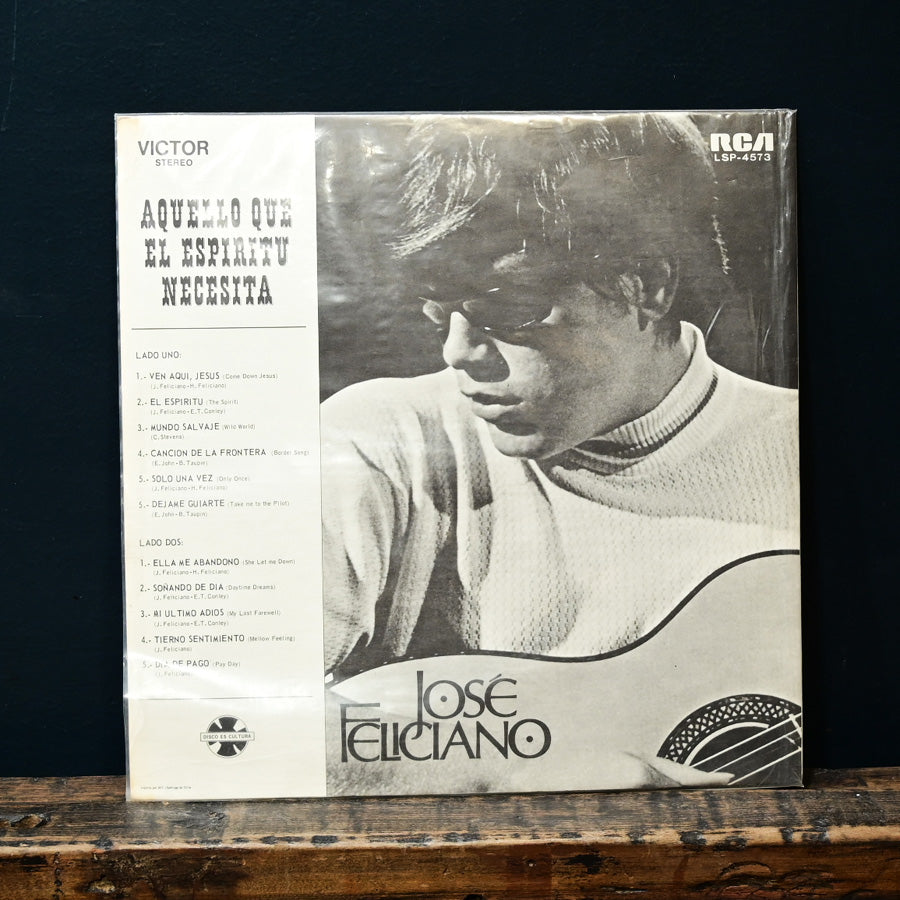 VICTOR
STEREO
RCA
LSP-4573
AQUELLO QUE
EL ESPIRITU
NECESITA
LADO UNO:
1.- VEN AQUI, JESUS (Come Down Jesus)
(J. Feliciano-H. Feliciano)
2.- EL ESPIRITU (The Spirit)
(J. Feliciano-E.T. Conley)
3.- MUNDO SALVAJE (Wild World)
(C. Stevens)
4.- CANCION DE LA FRONTERA (Border Song)
(E. John-B. Taupin)
5.- SOLO UNA VEZ (Only Once)
(J. Feliciano-H. Feliciano)
5.- DEJAME GUIARTE (Take me to the Pilot)
(E. John-B. Taupin)
LADO DOS:
1.- ELLA ME ABANDONO (She Let me Down)
(J. Feliciano-H. Feliciano)
2.- SOÑANDO DE DIA (Daytime Dreams)
(J. Feliciano-E.T. Conley)
3.- MI ULTIMO ADIOS (My Last Farewell)
(J. Feliciano-E.T. Conley)
4.- TIERNO SENTIMIENTO (Mellow Feeling)
(J. Feliciano)
5.- DIA DE PAGO (Pay Day)
(J. Feliciano)
JOSÉ
FELICIANO
DISCO ES CULTURA